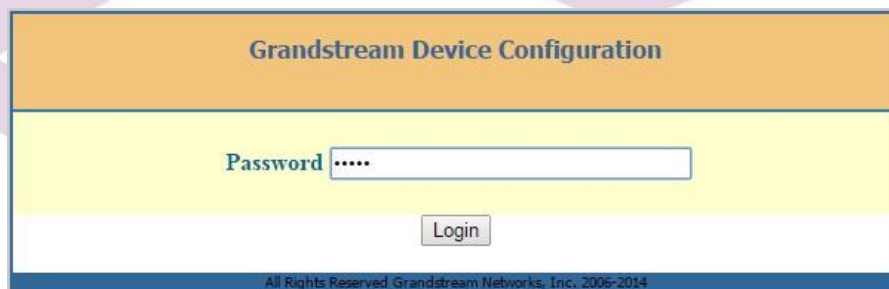 Grandstream Device Configuration
Password •••••
Login
All Rights Reserved Grandstream Networks, Inc. 2006-2014